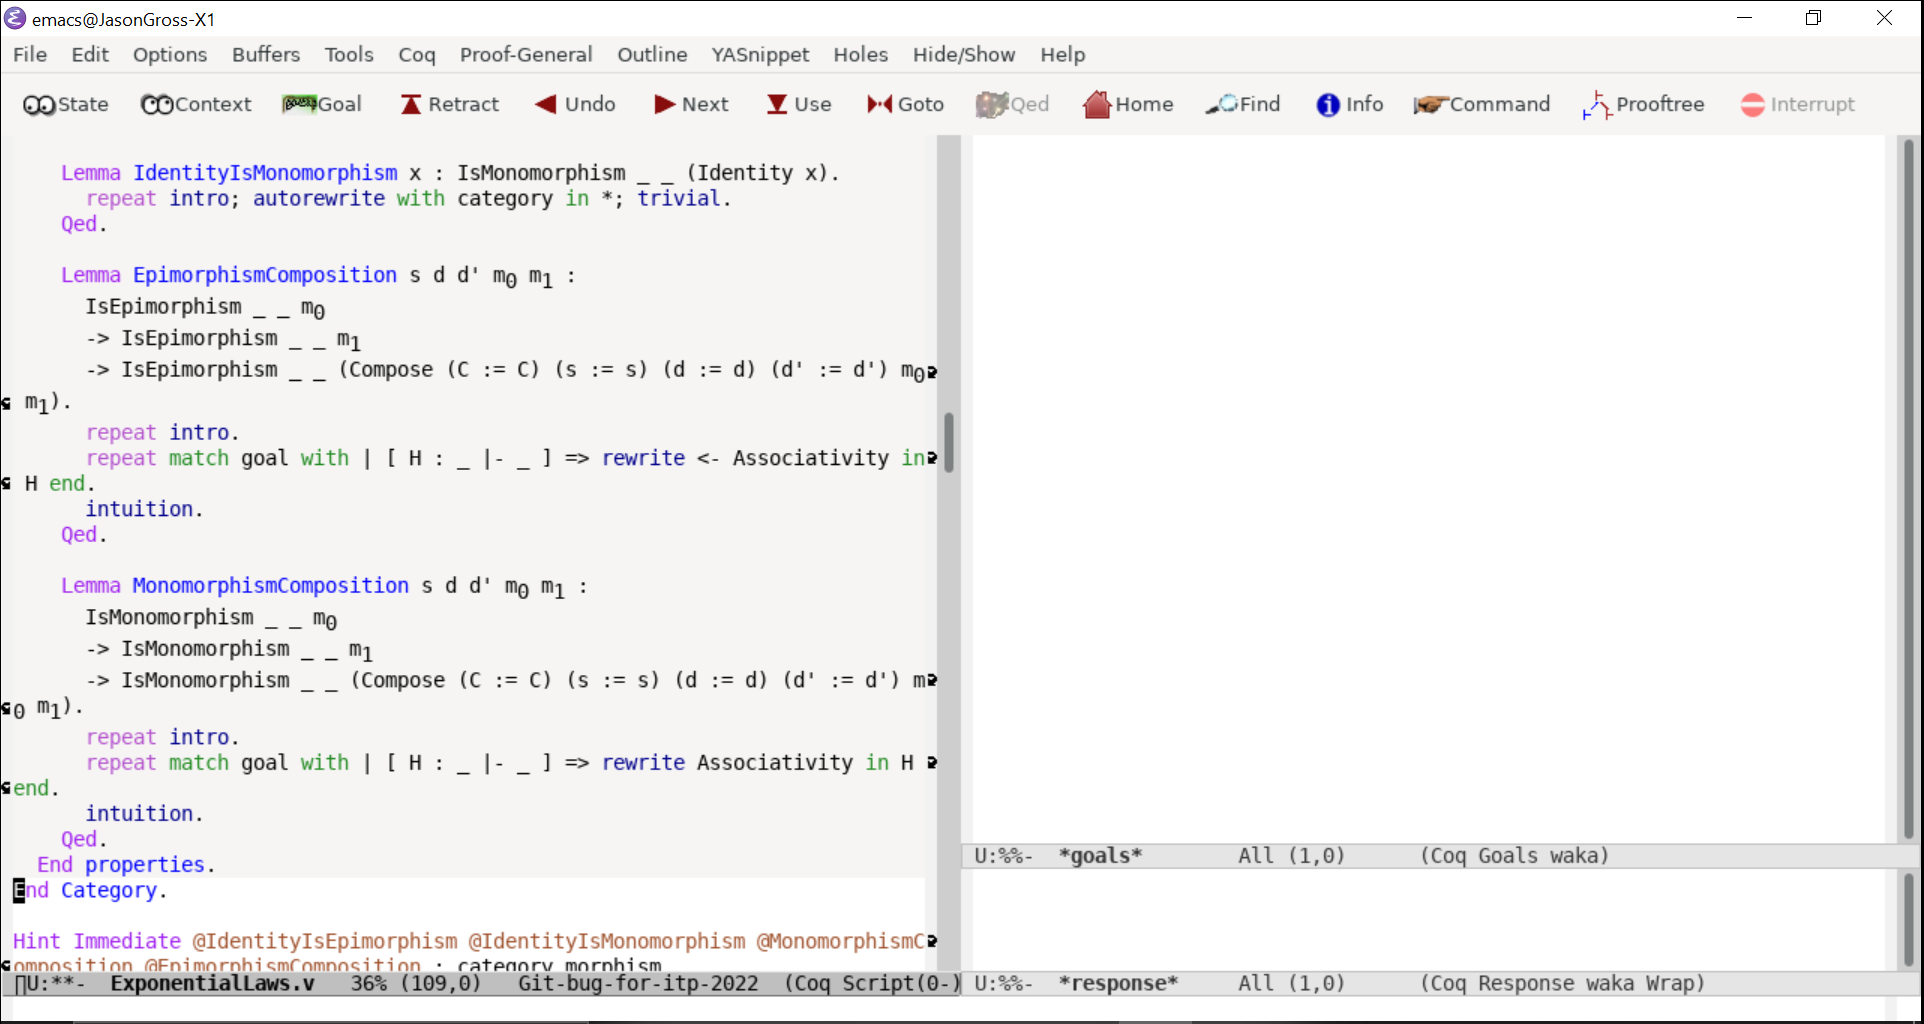 emacs@JasonGross-X1
File Edit Options Buffers Tools Coq Proof-General Outline YASnippet Holes Hide/Show Help
State Context Goal Retract Undo Next Use Goto Qed Home Find Info Command Prooftree Interrupt
Lemma IdentityIsMonomorphism x : IsMonomorphism _ _ (Identity x).
repeat intro; autorewrite with category in *; trivial.
Qed.
Lemma EpimorphismComposition s d d' m0 m1 :
IsEpimorphism _ _ m0
-> IsEpimorphism _ _ m1
-> IsEpimorphism _ _ (Compose (C := C) (s := s) (d := d) (d' := d') m0
m1).
repeat intro.
repeat match goal with | [ H : _ |- _ ] => rewrite <- Associativity in
H end.
intuition.
Qed.
Lemma MonomorphismComposition s d d' m0 m1 :
IsMonomorphism _ _ m0
-> IsMonomorphism _ _ m1
-> IsMonomorphism _ _ (Compose (C := C) (s := s) (d := d) (d' := d') m
0 m1).
repeat intro.
repeat match goal with | [ H : _ |- _ ] => rewrite Associativity in H
end.
intuition.
Qed.
End properties.
End Category.
Hint Immediate @IdentityIsEpimorphism @IdentityIsMonomorphism @MonomorphismC
omposition @EpimorphismComposition : category morphism
U:**- ExponentialLaws.v 36% (109,0) Git-bug-for-itp-2022 (Coq Script(0-)
U:%%- *goals* All (1,0) (Coq Goals waka)
U:%%- *response* All (1,0) (Coq Response waka Wrap)